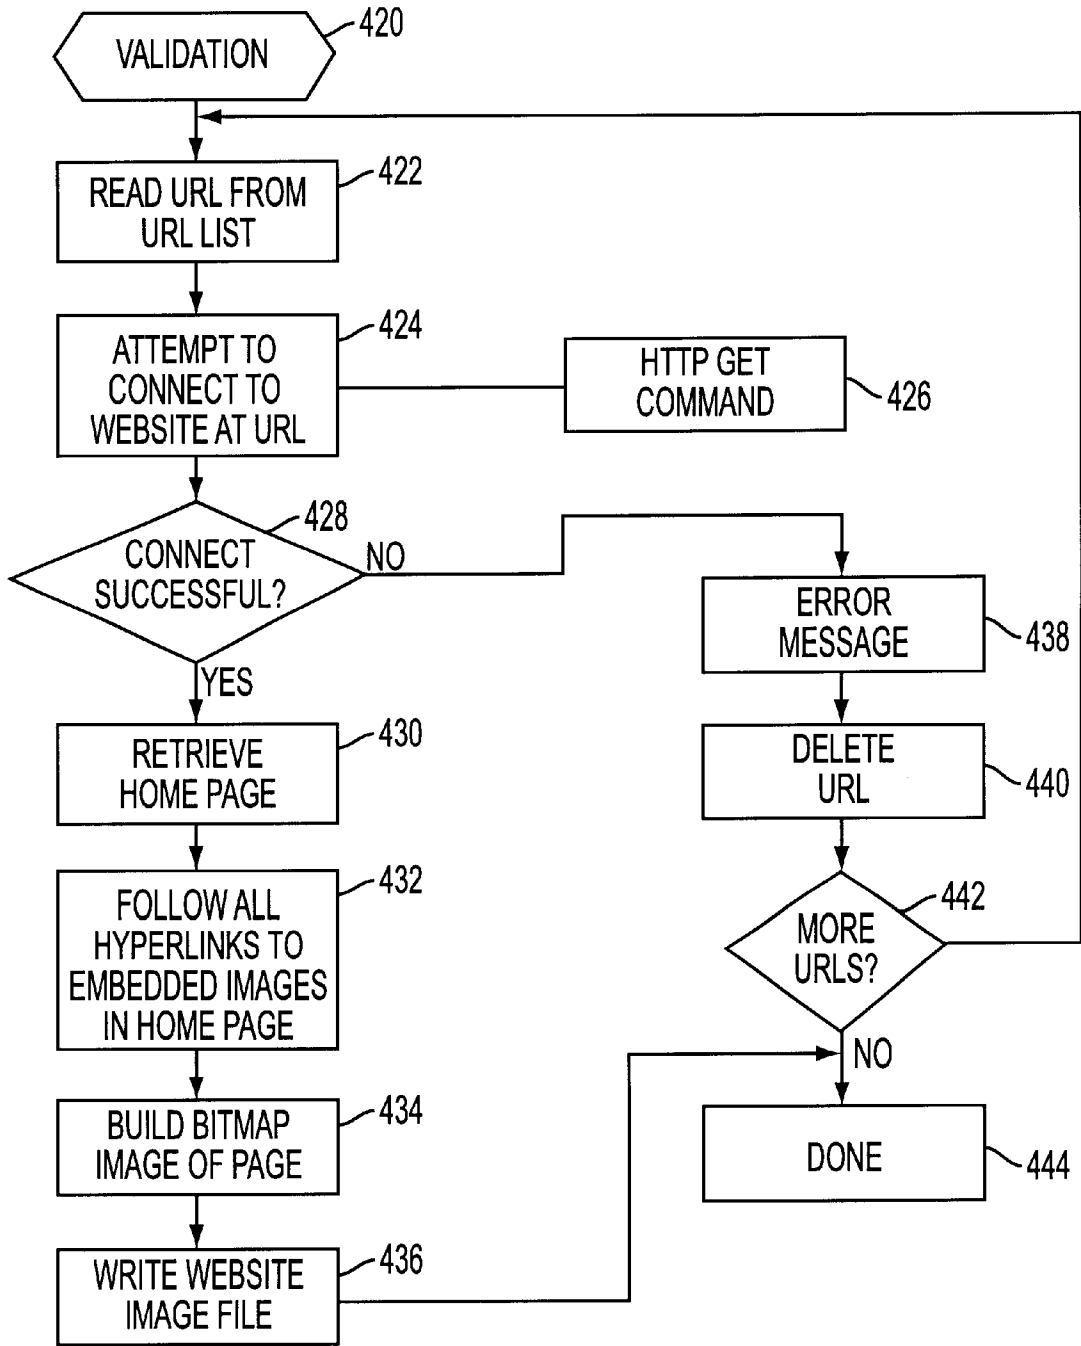 VALIDATION
420
READ URL FROM
URL LIST
422
ATTEMPT TO
CONNECT TO
WEBSITE AT URL
424
HTTP GET
COMMAND
426
CONNECT
SUCCESSFUL?
428
NO
YES
RETRIEVE
HOME PAGE
430
FOLLOW ALL
HYPERLINKS TO
EMBEDDED IMAGES
IN HOME PAGE
432
BUILD BITMAP
IMAGE OF PAGE
434
WRITE WEBSITE
IMAGE FILE
436
ERROR
MESSAGE
438
DELETE
URL
440
MORE
URLS?
442
NO
DONE
444